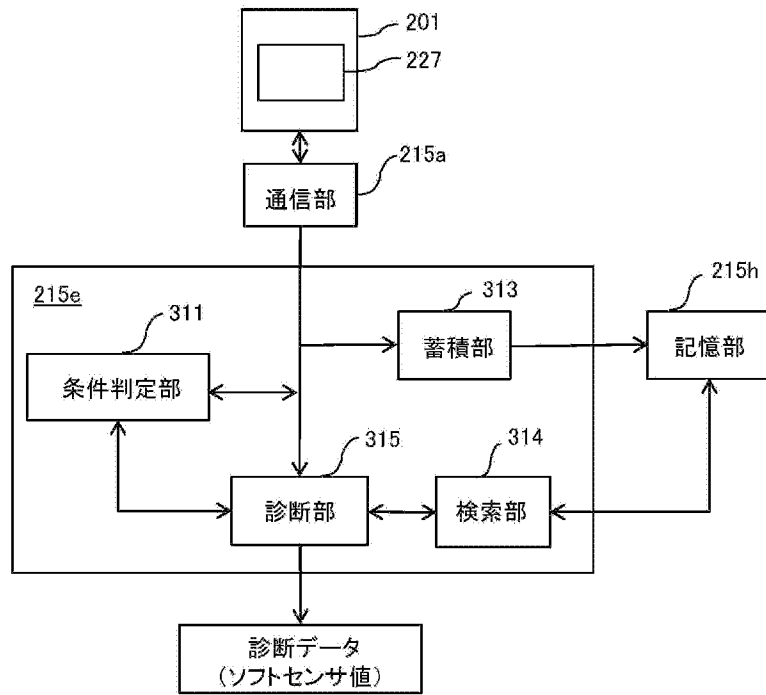 201
227
215a
通信部
215e
311
313
215h
条件判定部
蓄積部
記憶部
315
314
診断部
検索部
診断データ
(ソフトセンサ値)